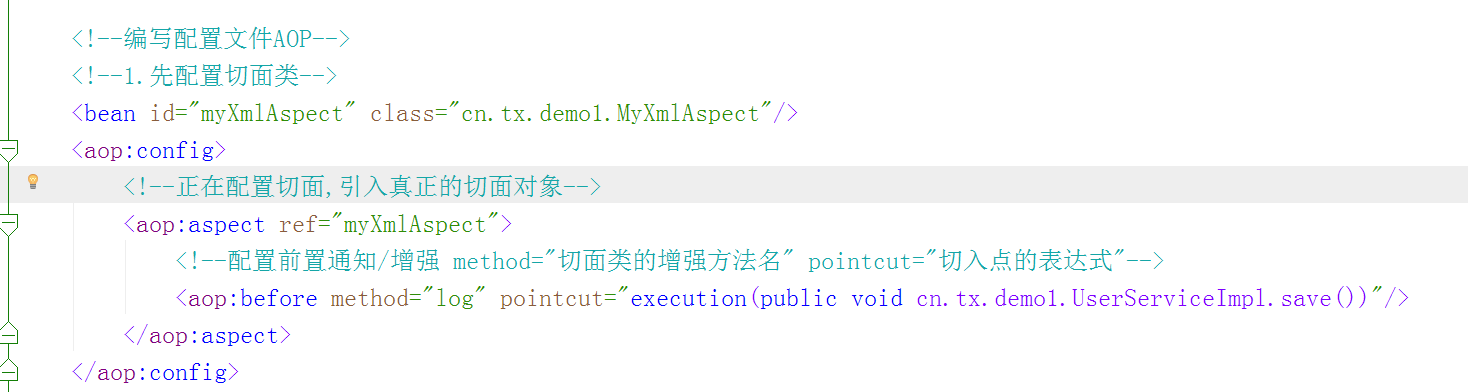 <!--编写配置文件AOP-->
<!--1.先配置切面类-->
<bean id="myXmlAspect" class="cn.tx.demo1.MyXmlAspect"/>
<aop:config>
<!--正在配置切面,引入真正的切面对象-->
<aop:aspect ref="myXmlAspect">
<!--配置前置通知/增强 method="切面类的增强方法名" pointcut="切入点的表达式"-->
<aop:before method="log" pointcut="execution(public void cn.tx.demo1.UserServiceImpl.save())"/>
</aop:aspect>
</aop:config>